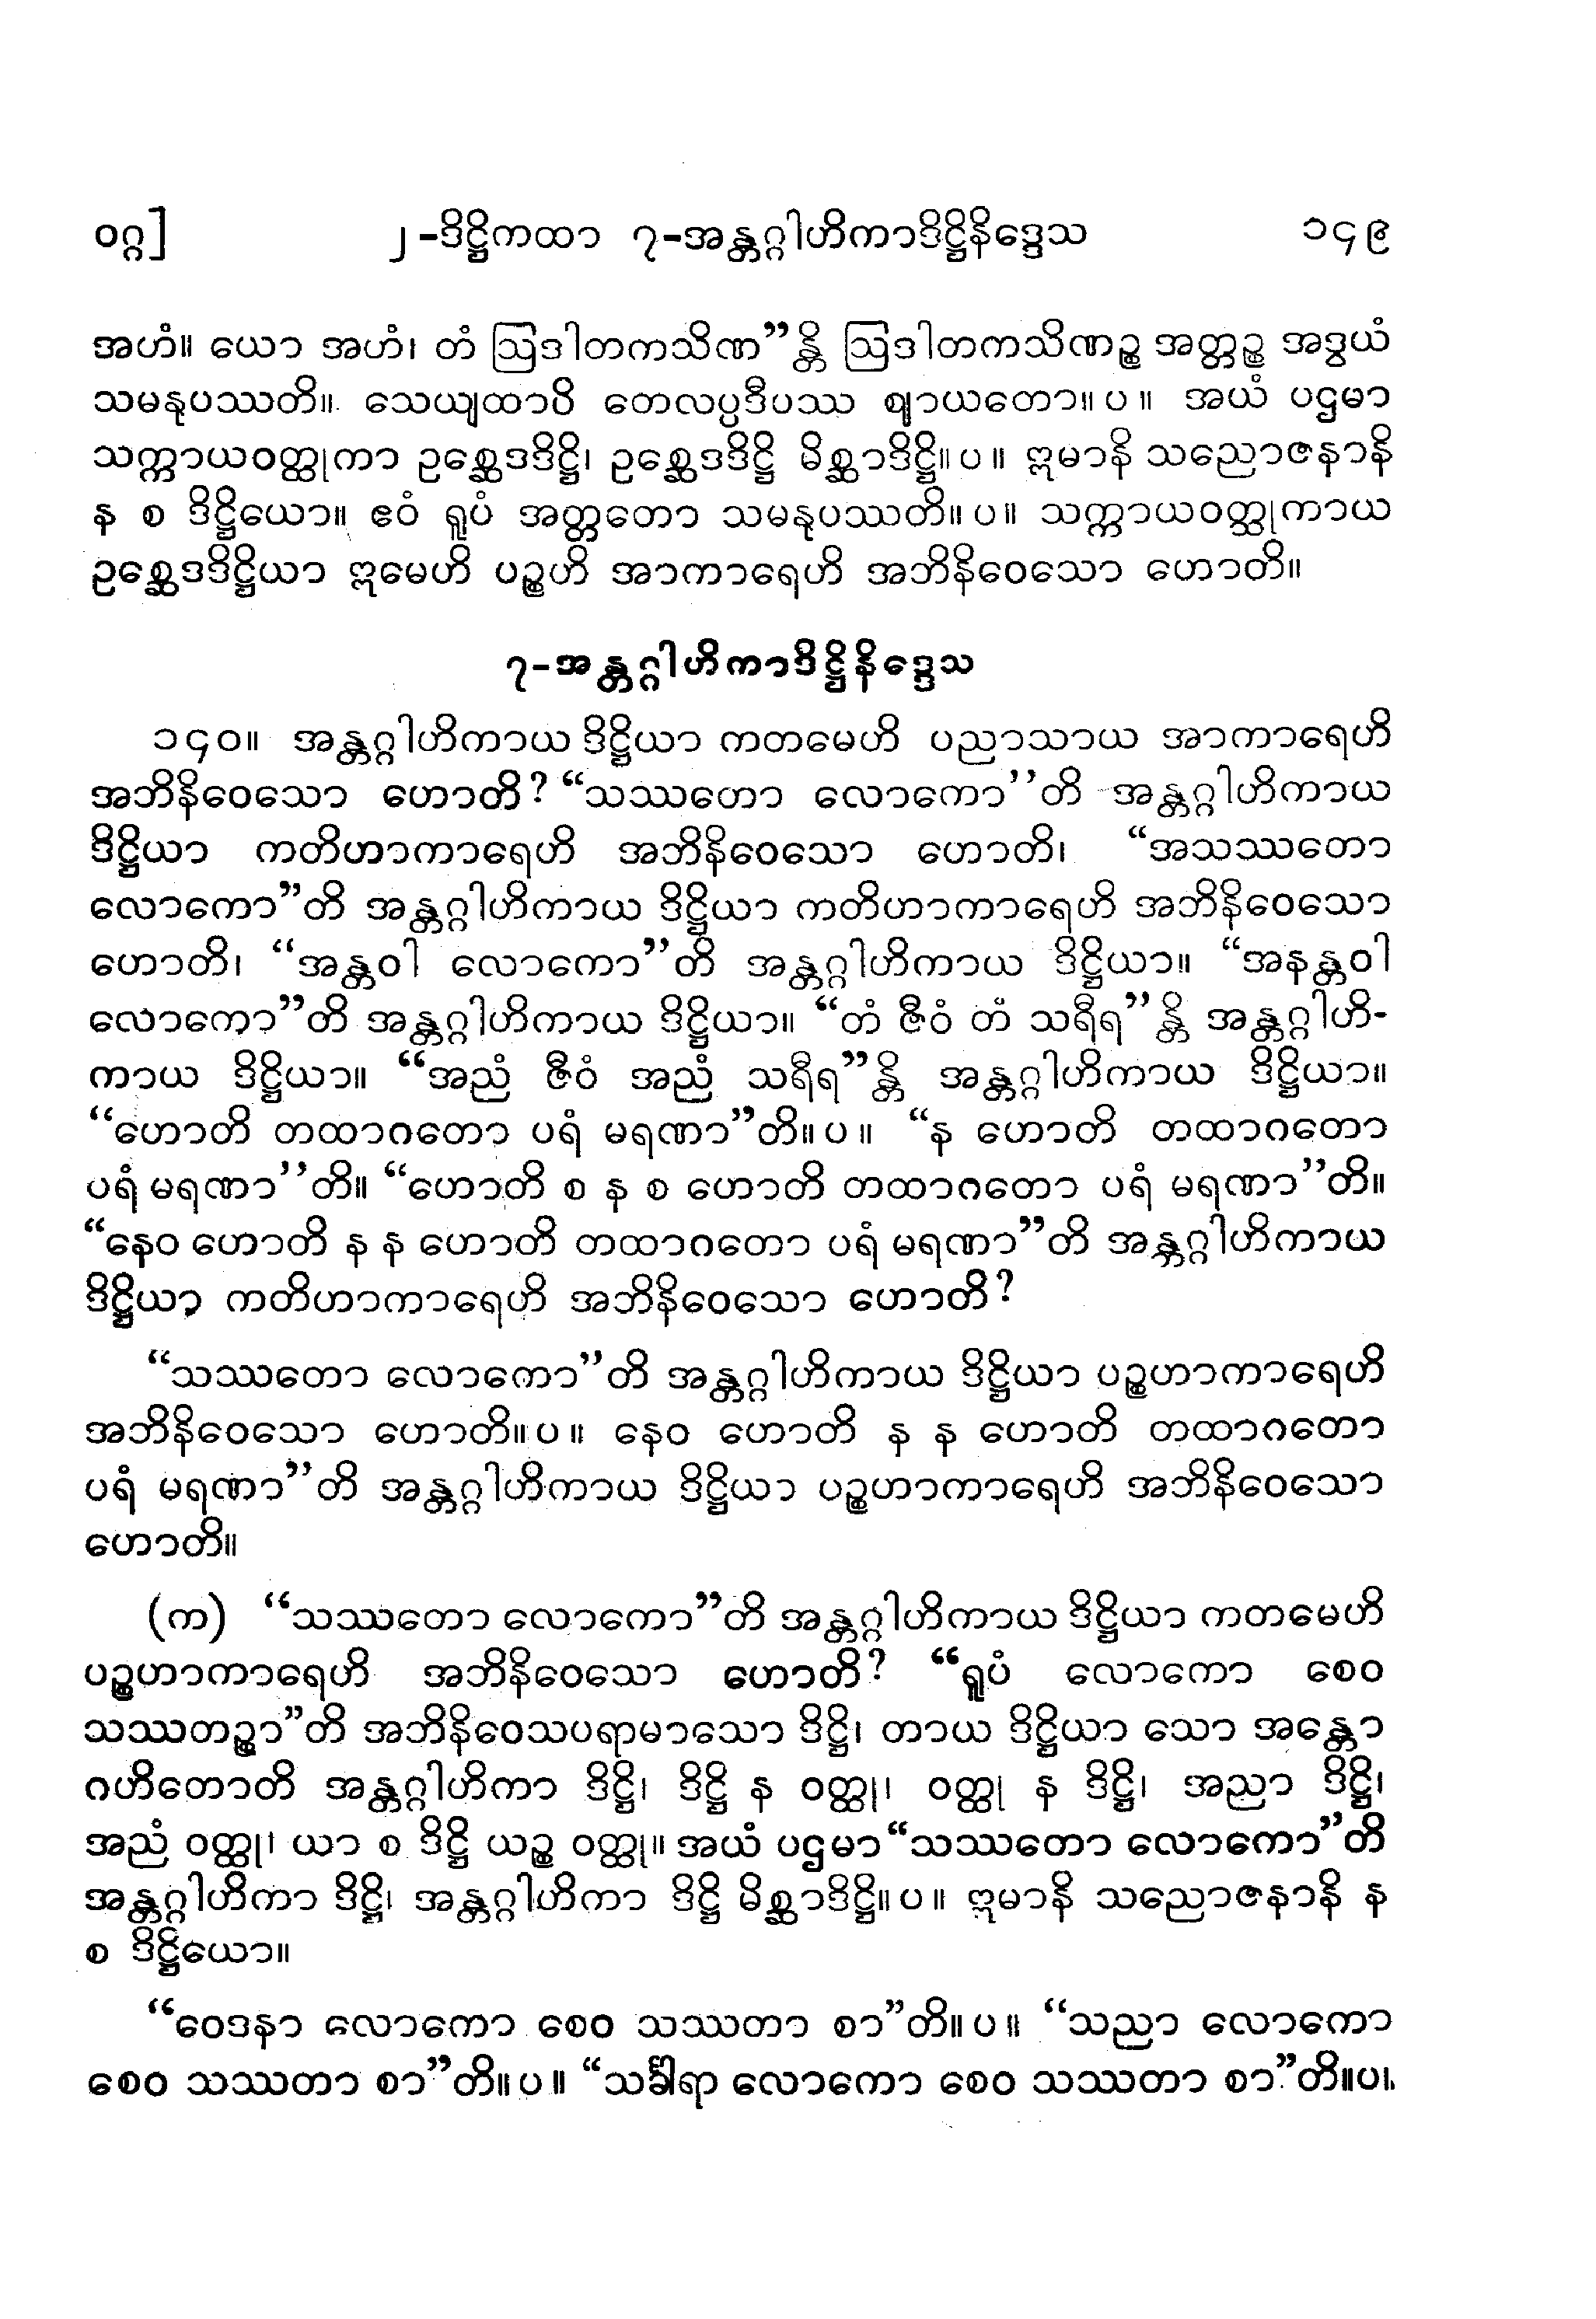 ဝဂ္ဂ] ၂-ဒိဋ္ဌိကထာ ၇-အန္တဂ္ဂါဟိကာဒိဋ္ဌိနိဒ္ဒေသ ၁၄၉
အဟံ။ ယော အဟံ၊ တံ ဩဒါတကသိဏ”န္တိ ဩဒါတကသိဏဉ္စ အတ္တဉ္စ အဒွယံ
သမနုပဿတိ။ သေယျထာပိ တေလပ္ပဒီပဿ ဈာယတော။ပ။ အယံ ပဌမာ
သက္ကာယဝတ္ထုကာ ဥစ္ဆေဒဒိဋ္ဌိ၊ ဥစ္ဆေဒဒိဋ္ဌိ မိစ္ဆာဒိဋ္ဌိ။ပ။ ဣမာနိ သညောဇနာနိ
န စ ဒိဋ္ဌိယော။ ဧဝံ ရူပံ အတ္တတော သမနုပဿတိ။ပ။ သက္ကာယဝတ္ထုကာယ
ဥစ္ဆေဒဒိဋ္ဌိယာ ဣမေဟိ ပဉ္စဟိ အာကာရေဟိ အဘိနိဝေသော ဟောတိ။
၇-အန္တဂ္ဂါဟိကာဒိဋ္ဌိနိဒ္ဒေသ
၁၄၀။ အန္တဂ္ဂါဟိကာယ ဒိဋ္ဌိယာ ကတမေဟိ ပညာသာယ အာကာရေဟိ
အဘိနိဝေသော ဟောတိ? “သဿတော လောကော’’တိ အန္တဂ္ဂါဟိကာယ
ဒိဋ္ဌိယာ ကတိဟာကာရေဟိ အဘိနိဝေသော ဟောတိ၊ “အသဿတော
လောကော”တိ အန္တဂ္ဂါဟိကာယ ဒိဋ္ဌိယာ ကတိဟာကာရေဟိ အဘိနိဝေသော
ဟောတိ၊ “အန္တဝါ လောကော”တိ အန္တဂ္ဂါဟိကာယ ဒိဋ္ဌိယာ။ “အနန္တဝါ
လောကော”တိ အန္တဂ္ဂါဟိကာယ ဒိဋ္ဌိယာ။ “တံ ဇီဝံ တံ သရီရ”န္တိ အန္တဂ္ဂါဟိ-
ကာယ ဒိဋ္ဌိယာ။ “အညံ ဇီဝံ အညံ သရီရ”န္တိ အန္တဂ္ဂါဟိကာယ ဒိဋ္ဌိယာ။
“ဟောတိ တထာဂတော ပရံ မရဏာ”တိ။ပ။ “န ဟောတိ တထာဂတော
ပရံ မရဏာ’’တိ။ “ဟောတိ စ န စ ဟောတိ တထာဂတော ပရံ မရဏာ’’တိ။
“နေဝ ဟောတိ န န ဟောတိ တထာဂတော ပရံ မရဏာ”တိ အန္တဂ္ဂါဟိကာယ
ဒိဋ္ဌိယာ ကတိဟာကာရေဟိ အဘိနိဝေသော ဟောတိ?
“သဿတော လောကော”တိ အန္တဂ္ဂါဟိကာယ ဒိဋ္ဌိယာ ပဉ္စဟာကာရေဟိ
အဘိနိဝေသော ဟောတိ။ပ။ နေဝ ဟောတိ န န ဟောတိ တထာဂတော
ပရံ မရဏာ’’တိ အန္တဂ္ဂါဟိကာယ ဒိဋ္ဌိယာ ပဉ္စဟာကာရေဟိ အဘိနိဝေသော
ဟောတိ။
(က) “သဿတော လောကော”တိ အန္တဂ္ဂါဟိကာယ ဒိဋ္ဌိယာ ကတမေဟိ
ပဉ္စဟာကာရေဟိ အဘိနိဝေသော ဟောတိ? “ရူပံ လောကော စေဝ
သဿတဉ္စာ”တိ အဘိနိဝေသပရာမာသော ဒိဋ္ဌိ၊ တာယ ဒိဋ္ဌိယာ သော အန္တော
ဂဟိတောတိ အန္တဂ္ဂါဟိကာ ဒိဋ္ဌိ၊ ဒိဋ္ဌိ န ဝတ္ထု၊ ဝတ္ထု န ဒိဋ္ဌိ၊ အညာ ဒိဋ္ဌိ၊
အညံ ဝတ္ထု၊ ယာ စ ဒိဋ္ဌိ ယဉ္စ ဝတ္ထု။ အယံ ပဌမာ “သဿတော လောကော”တိ
အန္တဂ္ဂါဟိကာ ဒိဋ္ဌိ၊ အန္တဂ္ဂါဟိကာ ဒိဋ္ဌိ မိစ္ဆာဒိဋ္ဌိ။ပ။ ဣမာနိ သညောဇနာနိ န
စ ဒိဋ္ဌိယော။
“ဝေဒနာ လောကော စေဝ သဿတာ စာ”တိ။ပ။ “သညာ လောကော
စေဝ သဿတာ စာ”တိ။ပ။ “သင်္ခါရာ လောကော စေဝ သဿတာ စာ”တိ။ပ။